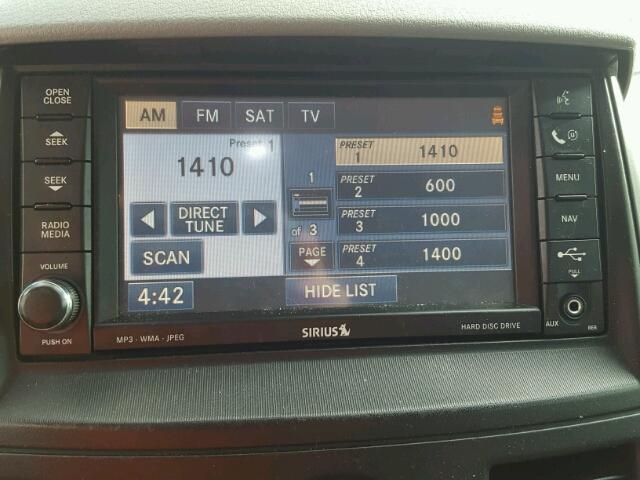 OPEN
CLOSE
SEEK
SEEK
RADIO
MEDIA
VOLUME
PUSH ON
AM FM SAT TV
Preset 1
1410
DIRECT
TUNE
SCAN
4:42
1
of 3
PAGE
PRESET
1
1410
PRESET
2
600
PRESET
3
1000
PRESET
4
1400
HIDE LIST
MP3 · WMA · JPEG
SIRIUS
HARD DISC DRIVE
MENU
NAV
PULL
AUX